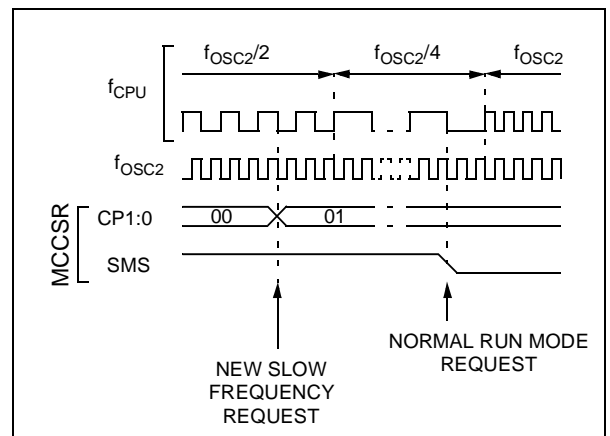 fOSC2/2 fOSC2/4 fOSC2
fCPU
fOSC2
MCCSR
CP1:0 00 01
SMS
NEW SLOW
FREQUENCY
REQUEST
NORMAL RUN MODE
REQUEST